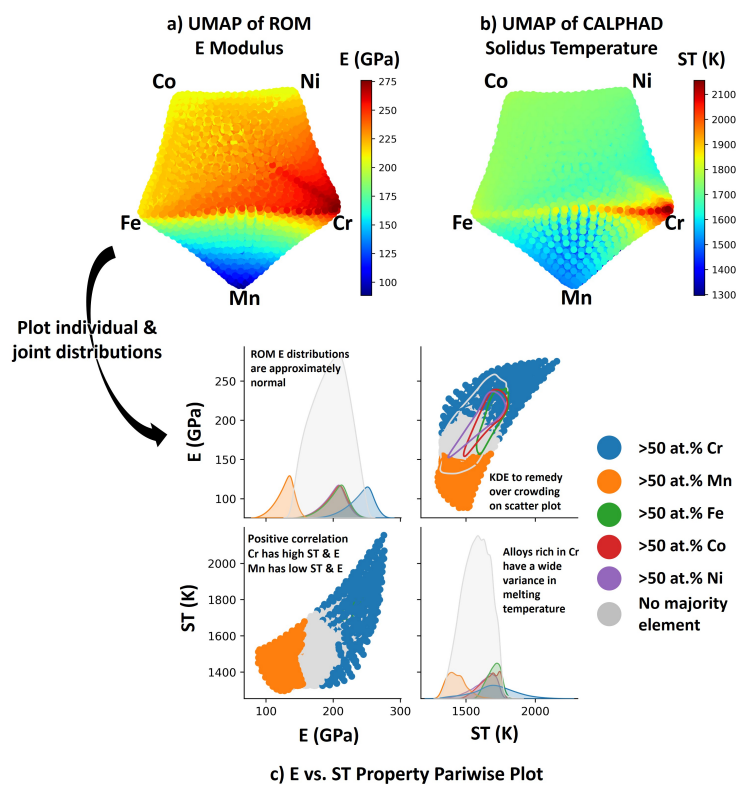 a) UMAP of ROM
E Modulus
b) UMAP of CALPHAD
Solidus Temperature
E (GPa)
ST (K)
Co
Ni
Fe
Cr
Mn
275
250
225
200
175
150
125
100
Co
Ni
Fe
Cr
Mn
2100
2000
1900
1800
1700
1600
1500
1400
1300
Plot individual &
joint distributions
E (GPa)
250
200
150
100
ROM E distributions
are approximately
normal
KDE to remedy
over crowding
on scatter plot
>50 at.% Cr
>50 at.% Mn
>50 at.% Fe
>50 at.% Co
>50 at.% Ni
No majority
element
ST (K)
2000
1800
1600
1400
Positive correlation
Cr has high ST & E
Mn has low ST & E
Alloys rich in Cr
have a wide
variance in
melting
temperature
100
200
300
1500
2000
E (GPa)
ST (K)
c) E vs. ST Property Pariwise Plot